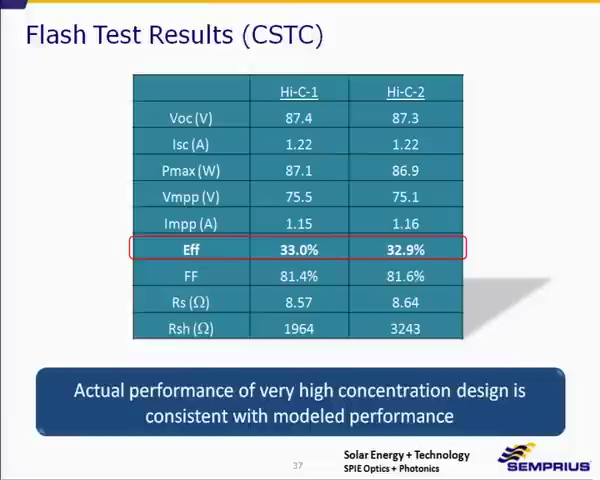 Flash Test Results (CSTC)
Hi-C-1 Hi-C-2
Voc (V) 87.4 87.3
Isc (A) 1.22 1.22
Pmax (W) 87.1 86.9
Vmpp (V) 75.5 75.1
Impp (A) 1.15 1.16
Eff 33.0% 32.9%
FF 81.4% 81.6%
Rs (Ω) 8.57 8.64
Rsh (Ω) 1964 3243
Actual performance of very high concentration design is
consistent with modeled performance
Solar Energy + Technology
SPIE Optics + Photonics
37
SEMPRIUS